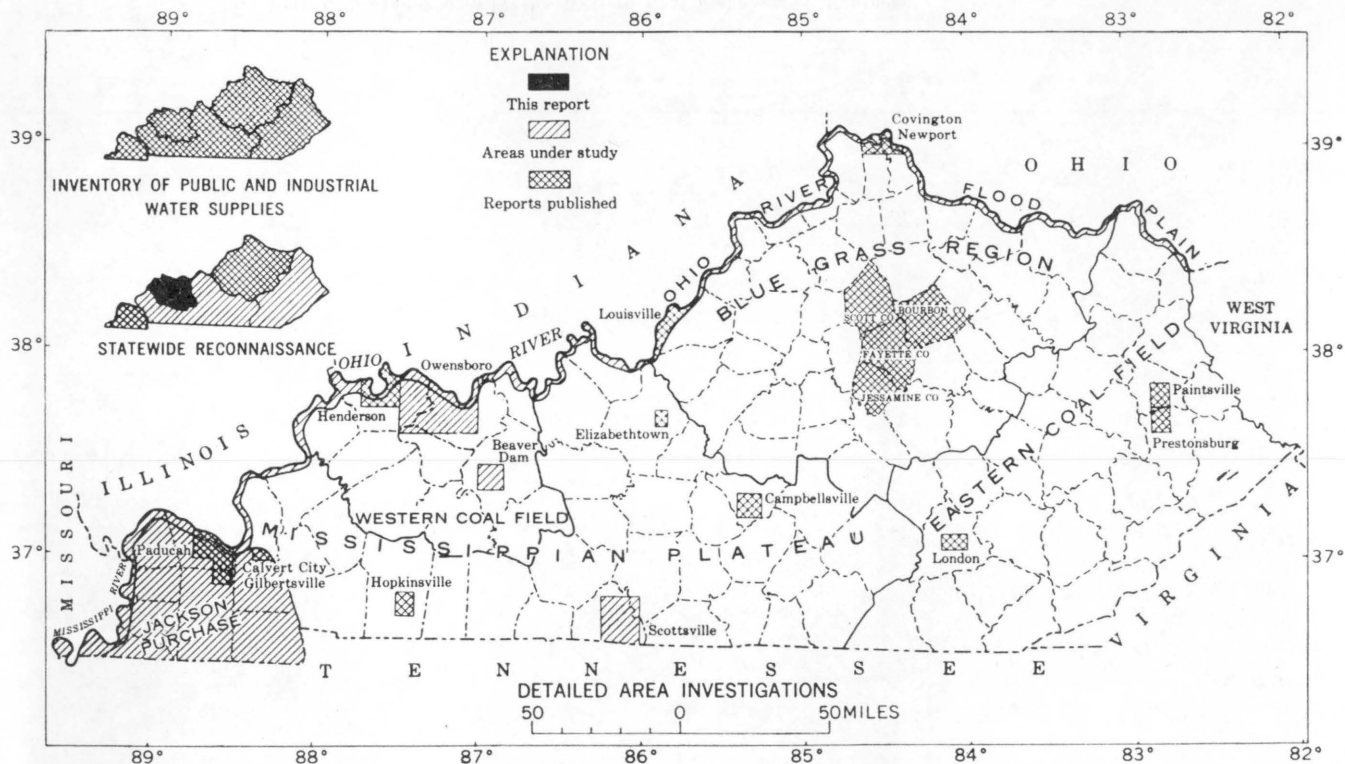 89° 88° 87° 86° 85° 84° 83° 82°
EXPLANATION
This report
Areas under study
Reports published
INVENTORY OF PUBLIC AND INDUSTRIAL
WATER SUPPLIES
STATEWIDE RECONNAISSANCE
39° 39°
38° 38°
37° 37°
Covington
Newport
OHIO
FLOOD PLAIN
OHIO RIVER
INDIANA
BLUE GRASS REGION
Louisville
SCOTT CO
BOURBON CO
FAYETTE CO
JESSAMINE CO
WEST
VIRGINIA
OHIO RIVER
Owensboro
Henderson
Elizabethtown
Paintsville
Prestonsburg
EASTERN COAL FIELD
Beaver
Dam
Campbellsville
ILLINOIS
MISSOURI
WESTERN COAL FIELD
MISSISSIPPIAN PLATEAU
London
Paducah
Calvert City
Gilbertsville
Hopkinsville
MISSISSIPPI RIVER
JACKSON
PURCHASE
Scottsville
VIRGINIA
TENNESSEE
DETAILED AREA INVESTIGATIONS
50 0 50 MILES
89° 88° 87° 86° 85° 84° 83° 82°